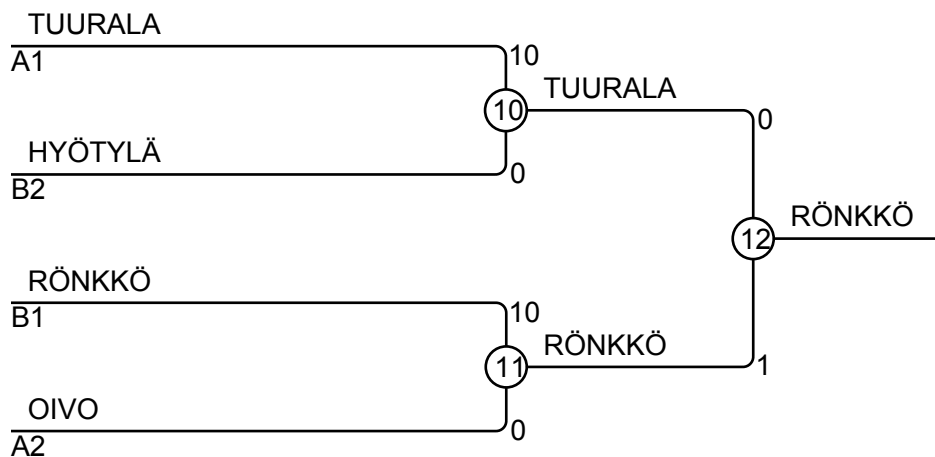 TUURALA
A1
10
10
TUURALA
0
HYÖTYLÄ
B2
0
12
RÖNKKÖ
RÖNKKÖ
B1
10
11
RÖNKKÖ
1
OIVO
A2
0